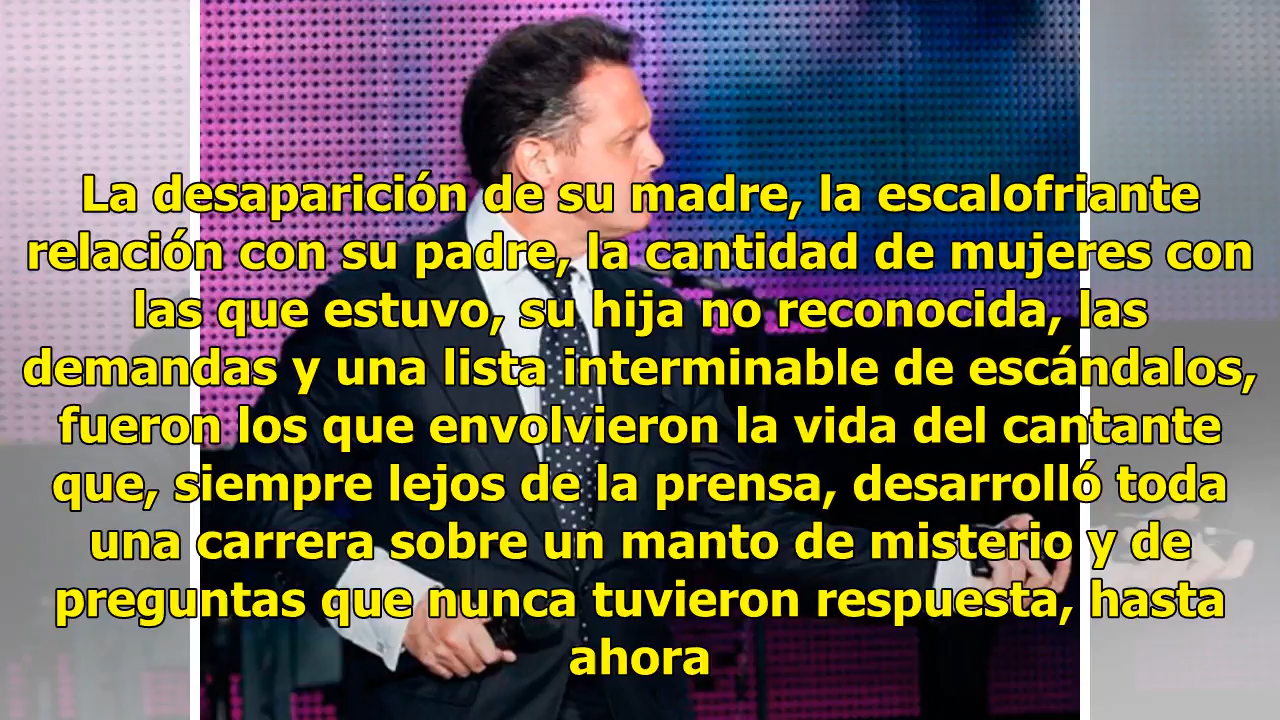 La desaparición de su madre, la escalofriante
relación con su padre, la cantidad de mujeres con
las que estuvo, su hija no reconocida, las
demandas y una lista interminable de escándalos,
fueron los que envolvieron la vida del cantante
que, siempre lejos de la prensa, desarrolló toda
una carrera sobre un manto de misterio y de
preguntas que nunca tuvieron respuesta, hasta
ahora